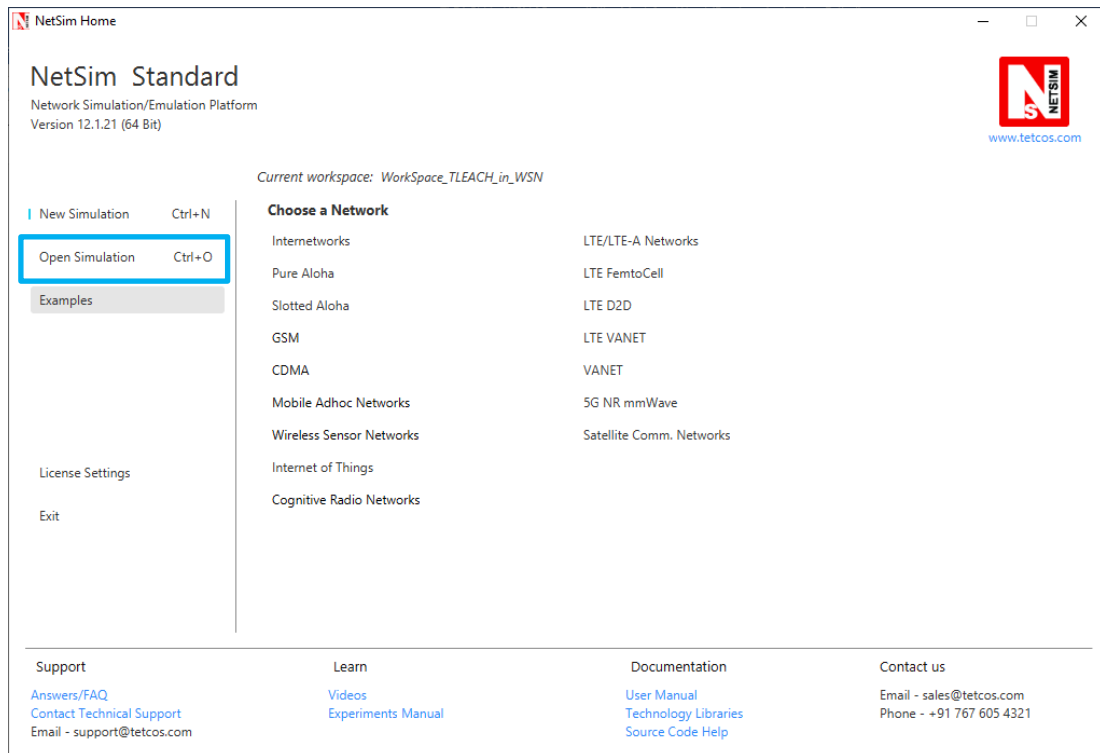 NetSim Home
NetSim Standard
Network Simulation/Emulation Platform
Version 12.1.21 (64 Bit)
N
S
NETSIM
www.tetcos.com
Current workspace: WorkSpace_TLEACH_in_WSN
New Simulation Ctrl+N
Open Simulation Ctrl+O
Examples
License Settings
Exit
Choose a Network
Internetworks
Pure Aloha
Slotted Aloha
GSM
CDMA
Mobile Adhoc Networks
Wireless Sensor Networks
Internet of Things
Cognitive Radio Networks
LTE/LTE-A Networks
LTE FemtoCell
LTE D2D
LTE VANET
VANET
5G NR mmWave
Satellite Comm. Networks
Support
Answers/FAQ
Contact Technical Support
Email - support@tetcos.com
Learn
Videos
Experiments Manual
Documentation
User Manual
Technology Libraries
Source Code Help
Contact us
Email - sales@tetcos.com
Phone - +91 767 605 4321